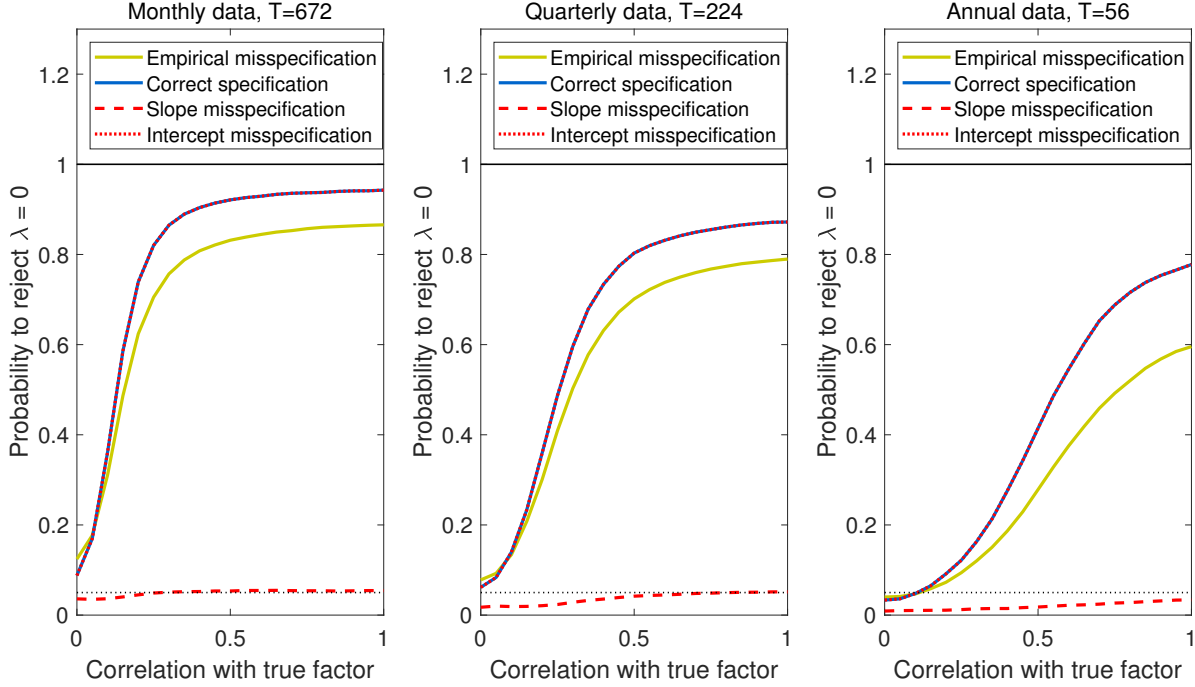 Monthly data, T=672
Empirical misspecification
Correct specification
Slope misspecification
Intercept misspecification
1.2
1
0.8
0.6
0.4
0.2
0
Probability to reject λ = 0
0 0.5 1
Correlation with true factor
Quarterly data, T=224
Empirical misspecification
Correct specification
Slope misspecification
Intercept misspecification
1.2
1
0.8
0.6
0.4
0.2
0
Probability to reject λ = 0
0 0.5 1
Correlation with true factor
Annual data, T=56
Empirical misspecification
Correct specification
Slope misspecification
Intercept misspecification
1.2
1
0.8
0.6
0.4
0.2
0
Probability to reject λ = 0
0 0.5 1
Correlation with true factor